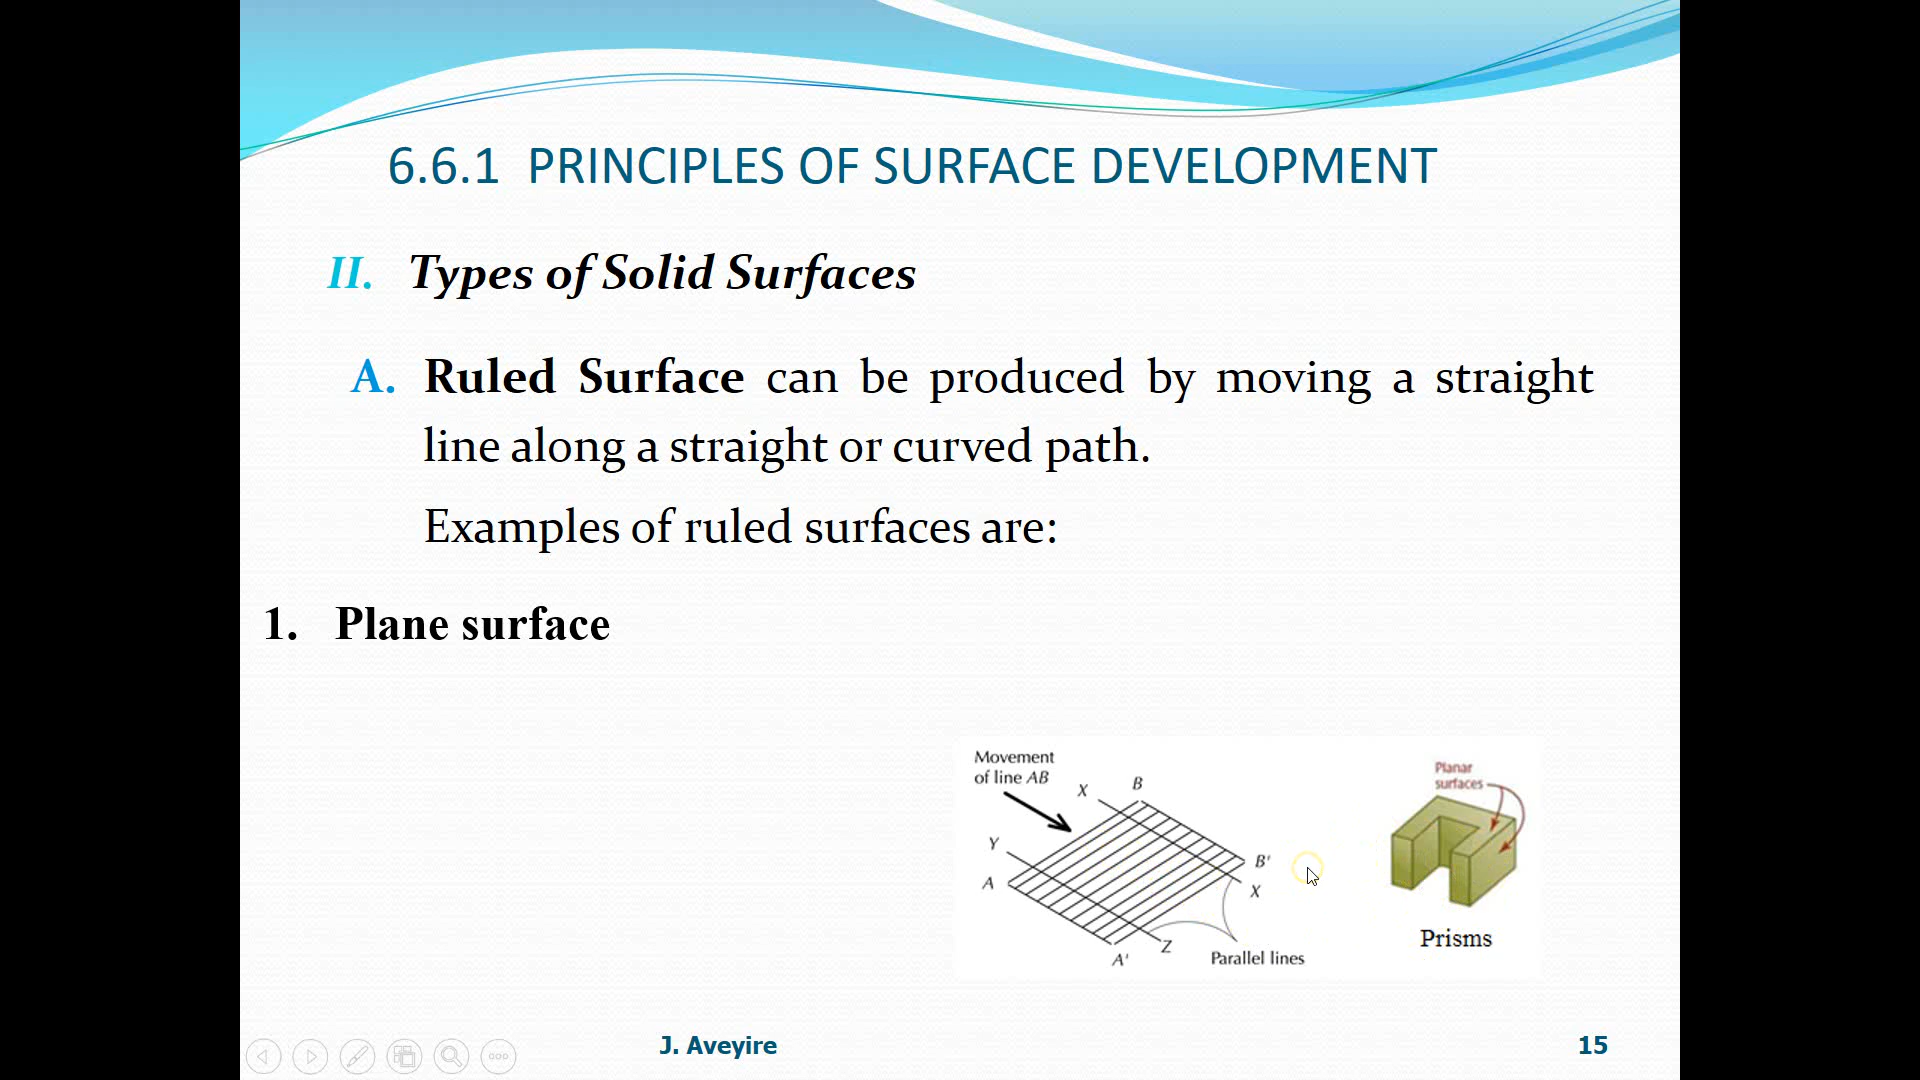 6.6.1 PRINCIPLES OF SURFACE DEVELOPMENT
II. Types of Solid Surfaces
A. Ruled Surface can be produced by moving a straight
line along a straight or curved path.
Examples of ruled surfaces are:
1. Plane surface
Movement
of line AB
X
B
Y
A
B'
X
Z
A'
Parallel lines
Planar
surfaces
Prisms
J. Aveyire
15